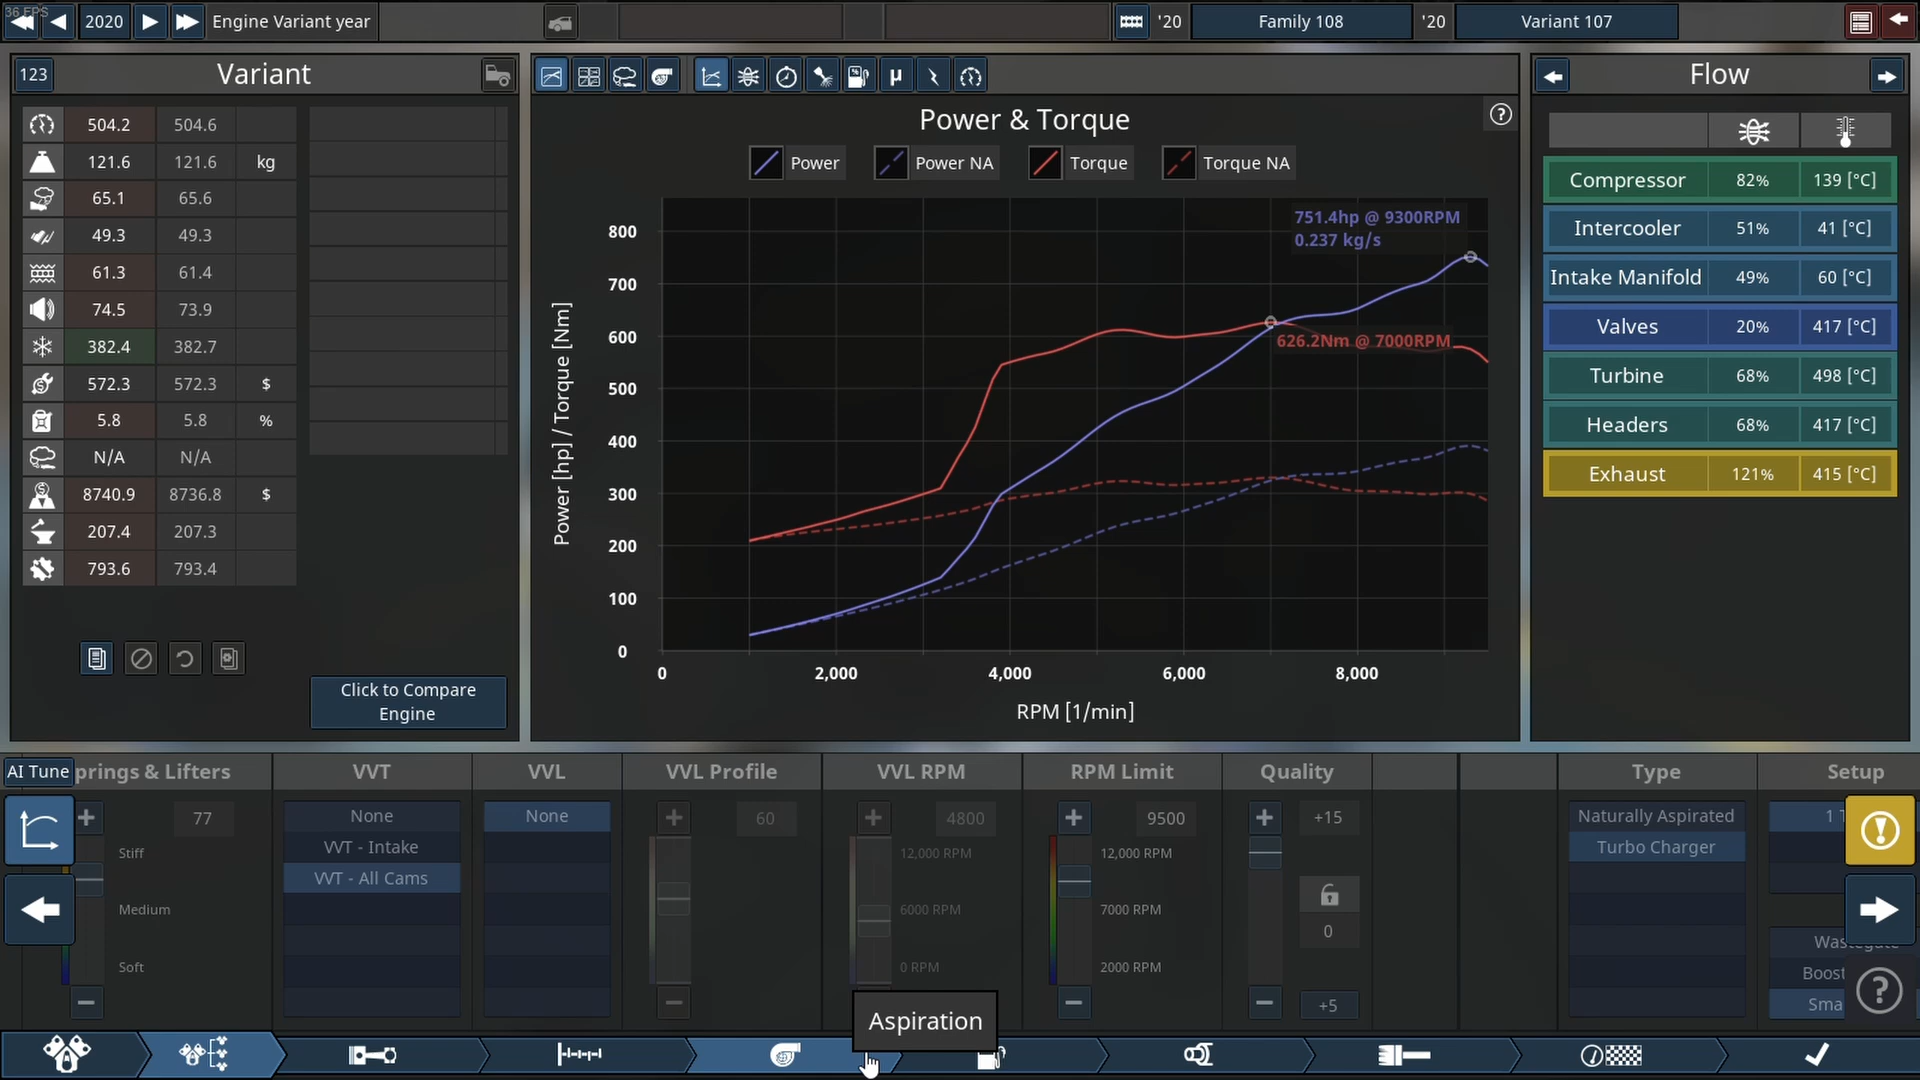 36 FPS
2020
Engine Variant year
'20
Family 108
'20
Variant 107
123
Variant
504.2 504.6
121.6 121.6 kg
65.1 65.6
49.3 49.3
61.3 61.4
74.5 73.9
382.4 382.7
572.3 572.3 $
5.8 5.8 %
N/A N/A
8740.9 8736.8 $
207.4 207.3
793.6 793.4
Click to Compare
Engine
μ
Power & Torque
?
Power
Power NA
Torque
Torque NA
751.4hp @ 9300RPM
0.237 kg/s
626.2Nm @ 7000RPM
Power [hp] / Torque [Nm]
800
700
600
500
400
300
200
100
0
0 2,000 4,000 6,000 8,000
RPM [1/min]
Flow
Compressor 82% 139 [°C]
Intercooler 51% 41 [°C]
Intake Manifold 49% 60 [°C]
Valves 20% 417 [°C]
Turbine 68% 498 [°C]
Headers 68% 417 [°C]
Exhaust 121% 415 [°C]
AI Tune
prings & Lifters
77
Stiff
Medium
Soft
VVT
None
VVT - Intake
VVT - All Cams
VVL
None
VVL Profile
60
VVL RPM
4800
12,000 RPM
6000 RPM
0 RPM
RPM Limit
9500
12,000 RPM
7000 RPM
2000 RPM
Quality
+15
0
+5
Type
Naturally Aspirated
Turbo Charger
Setup
1 T
Wastegate
Boost
Sma
?
Aspiration